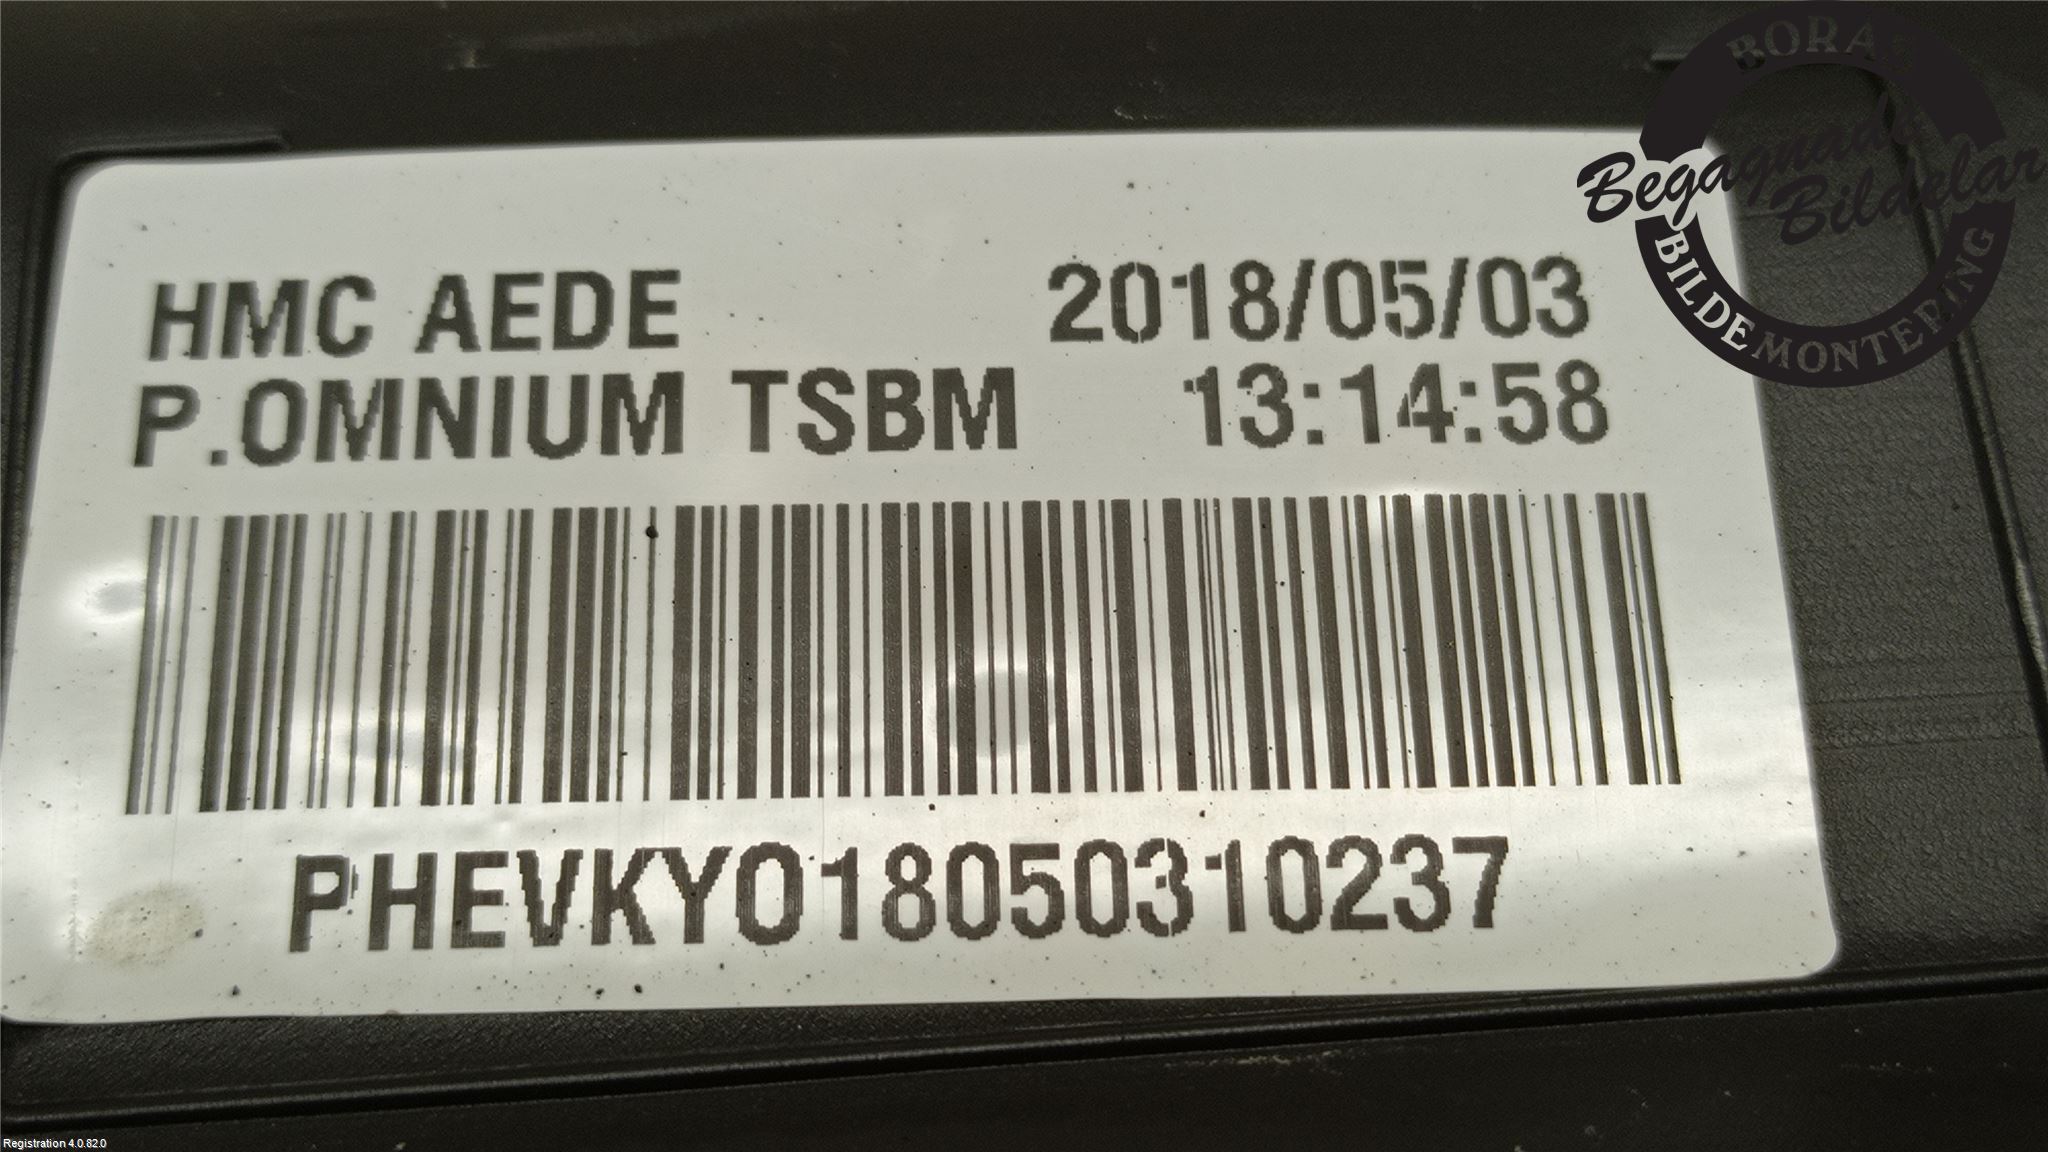 HMC AEDE 2018/05/03
P.OMNIUM TSBM 13:14:58
PHEVKYO18050310237
BORÅS
Begagnade
Bildelar
BILDEMONTERING
Registration 4.0.82.0